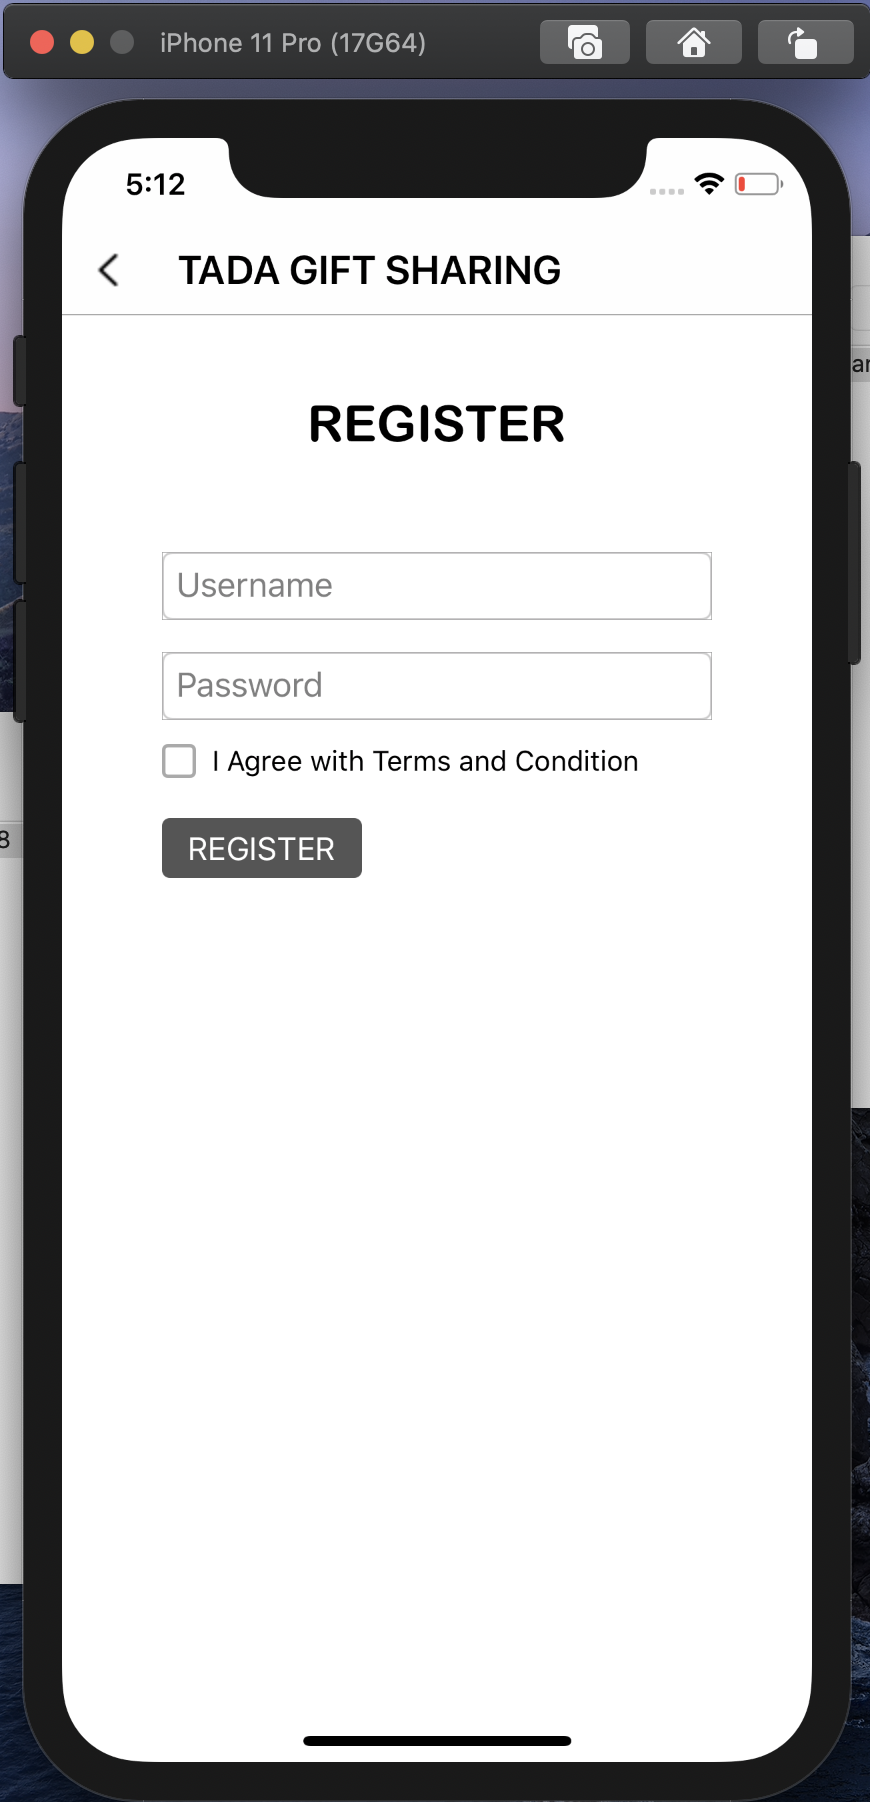 iPhone 11 Pro (17G64)
5:12
TADA GIFT SHARING
REGISTER
Username
Password
I Agree with Terms and Condition
REGISTER